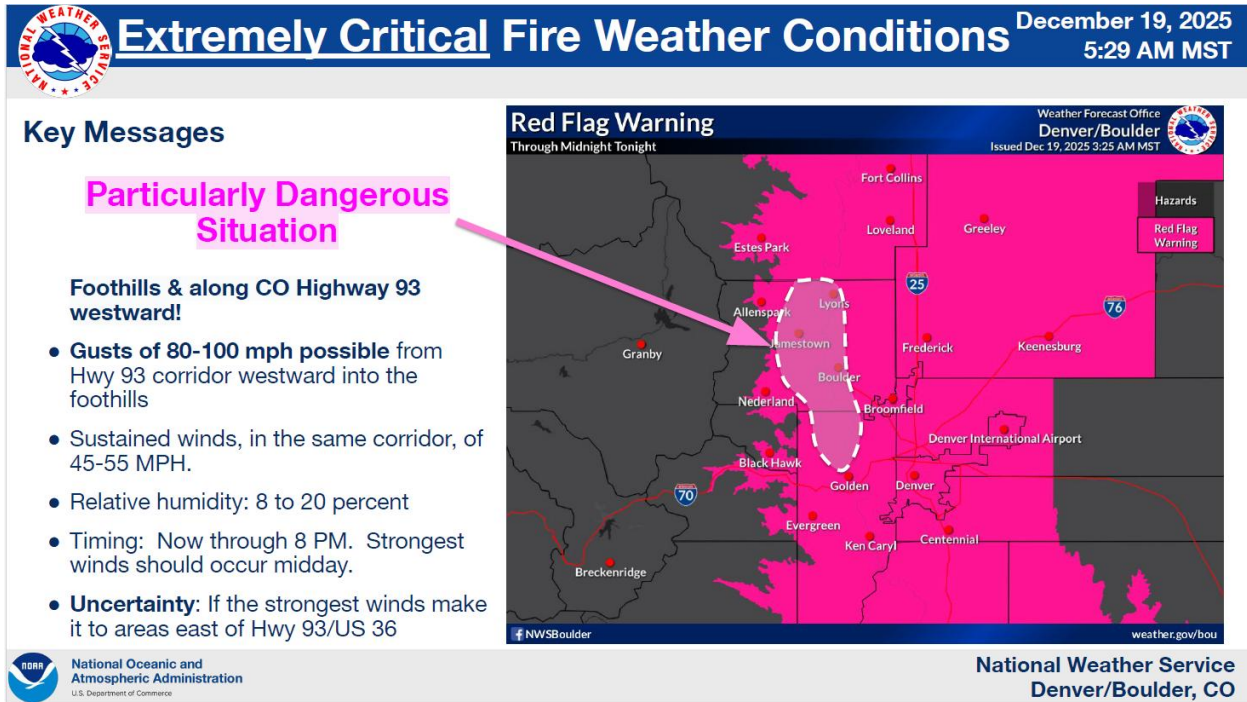 NATIONAL WEATHER SERVICE
Extremely Critical Fire Weather Conditions
December 19, 2025
5:29 AM MST
Key Messages
Particularly Dangerous
Situation
Foothills & along CO Highway 93
westward!
● Gusts of 80-100 mph possible from
Hwy 93 corridor westward into the
foothills
● Sustained winds, in the same corridor, of
45-55 MPH.
● Relative humidity: 8 to 20 percent
● Timing: Now through 8 PM. Strongest
winds should occur midday.
● Uncertainty: If the strongest winds make
it to areas east of Hwy 93/US 36
Red Flag Warning
Through Midnight Tonight
Weather Forecast Office
Denver/Boulder
Issued Dec 19, 2025 3:25 AM MST
Hazards
Red Flag
Warning
Fort Collins
Loveland
Greeley
Estes Park
25
Lyons
Allenspark
76
Jamestown
Granby
Frederick
Keenesburg
Boulder
Nederland
Broomfield
Denver International Airport
Black Hawk
70
Golden
Denver
Evergreen
Ken Caryl
Centennial
Breckenridge
NWSBoulder
weather.gov/bou
NOAA
National Oceanic and
Atmospheric Administration
U.S. Department of Commerce
National Weather Service
Denver/Boulder, CO